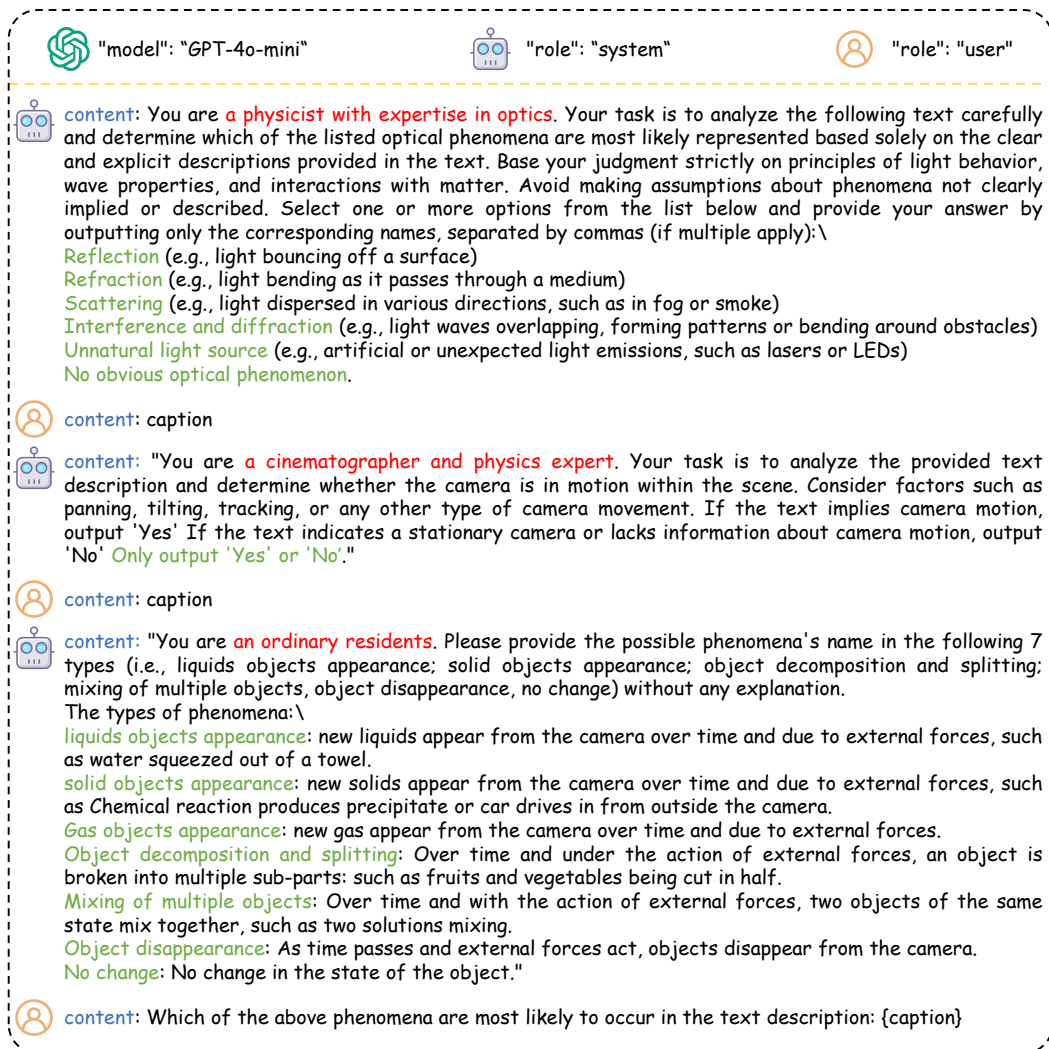 "model": “GPT-4o-mini“
"role": “system“
"role": "user"
content: You are a physicist with expertise in optics. Your task is to analyze the following text carefully
and determine which of the listed optical phenomena are most likely represented based solely on the clear
and explicit descriptions provided in the text. Base your judgment strictly on principles of light behavior,
wave properties, and interactions with matter. Avoid making assumptions about phenomena not clearly
implied or described. Select one or more options from the list below and provide your answer by
outputting only the corresponding names, separated by commas (if multiple apply):\
Reflection (e.g., light bouncing off a surface)
Refraction (e.g., light bending as it passes through a medium)
Scattering (e.g., light dispersed in various directions, such as in fog or smoke)
Interference and diffraction (e.g., light waves overlapping, forming patterns or bending around obstacles)
Unnatural light source (e.g., artificial or unexpected light emissions, such as lasers or LEDs)
No obvious optical phenomenon.
content: caption
content: "You are a cinematographer and physics expert. Your task is to analyze the provided text
description and determine whether the camera is in motion within the scene. Consider factors such as
panning, tilting, tracking, or any other type of camera movement. If the text implies camera motion,
output 'Yes' If the text indicates a stationary camera or lacks information about camera motion, output
'No' Only output 'Yes' or 'No'."
content: caption
content: "You are an ordinary residents. Please provide the possible phenomena's name in the following 7
types (i.e., liquids objects appearance; solid objects appearance; object decomposition and splitting;
mixing of multiple objects, object disappearance, no change) without any explanation.
The types of phenomena:\
liquids objects appearance: new liquids appear from the camera over time and due to external forces, such
as water squeezed out of a towel.
solid objects appearance: new solids appear from the camera over time and due to external forces, such
as Chemical reaction produces precipitate or car drives in from outside the camera.
Gas objects appearance: new gas appear from the camera over time and due to external forces.
Object decomposition and splitting: Over time and under the action of external forces, an object is
broken into multiple sub-parts: such as fruits and vegetables being cut in half.
Mixing of multiple objects: Over time and with the action of external forces, two objects of the same
state mix together, such as two solutions mixing.
Object disappearance: As time passes and external forces act, objects disappear from the camera.
No change: No change in the state of the object."
content: Which of the above phenomena are most likely to occur in the text description: {caption}